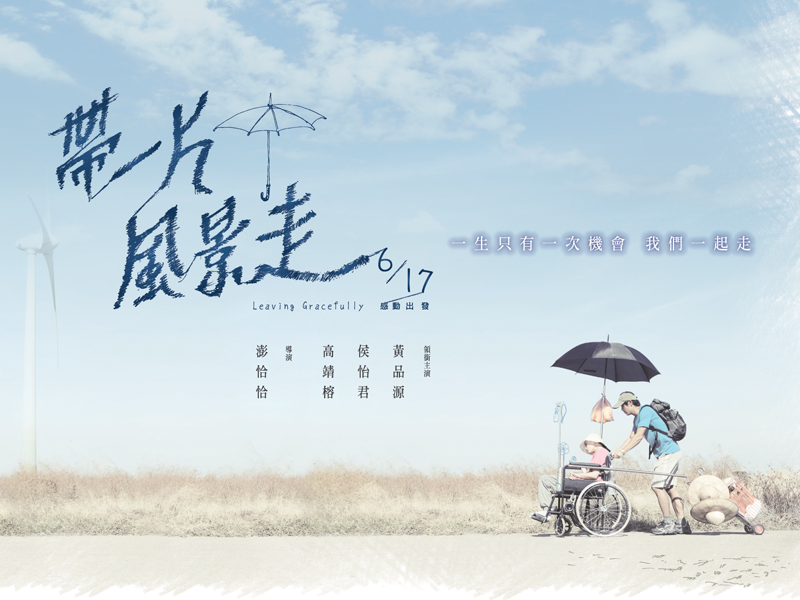 帶一片
風景走
6/17
Leaving Gracefully 感動出發
一生只有一次機會 我們一起走
領銜主演
黃品源
侯怡君
高靖榕
導演
澎恰恰